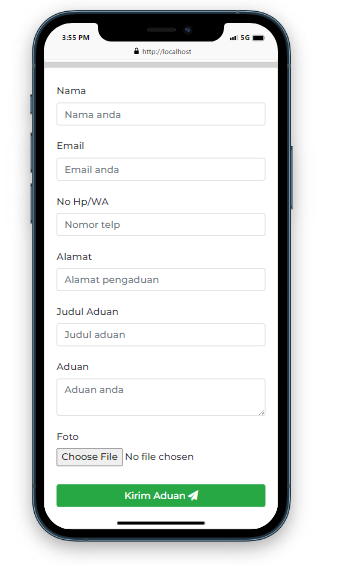 3:55 PM
5G
http://localhost
Nama
Nama anda
Email
Email anda
No Hp/WA
Nomor telp
Alamat
Alamat pengaduan
Judul Aduan
Judul aduan
Aduan
Aduan anda
Foto
Choose File No file chosen
Kirim Aduan